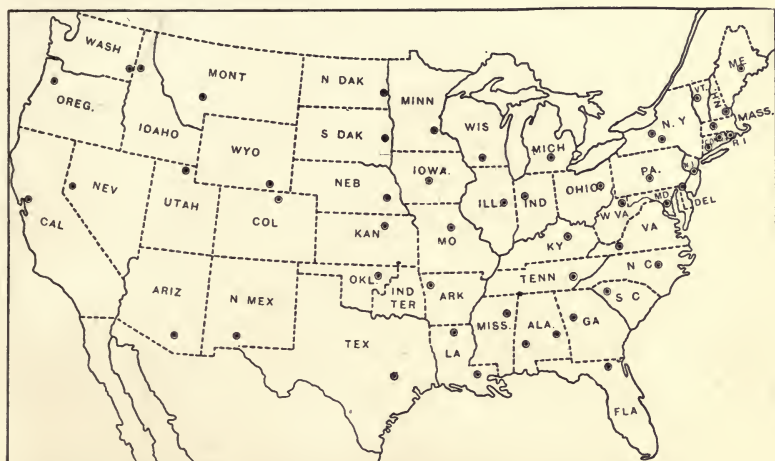 WASH
MONT
N DAK
MINN
ME.
VT.
N H
OREG.
IDAHO
S DAK
WIS
MICH
N. Y
MASS.
CON
R I
WYO
IOWA.
PA.
N.J.
NEV
NEB
ILL
IND
OHIO
MD.
DEL
CAL
UTAH
COL
KAN
MO
W VA
VA
KY
ARIZ
N MEX
OKL
IND
TER
ARK
TENN
N C
S C
TEX
LA
MISS.
ALA.
GA
FLA